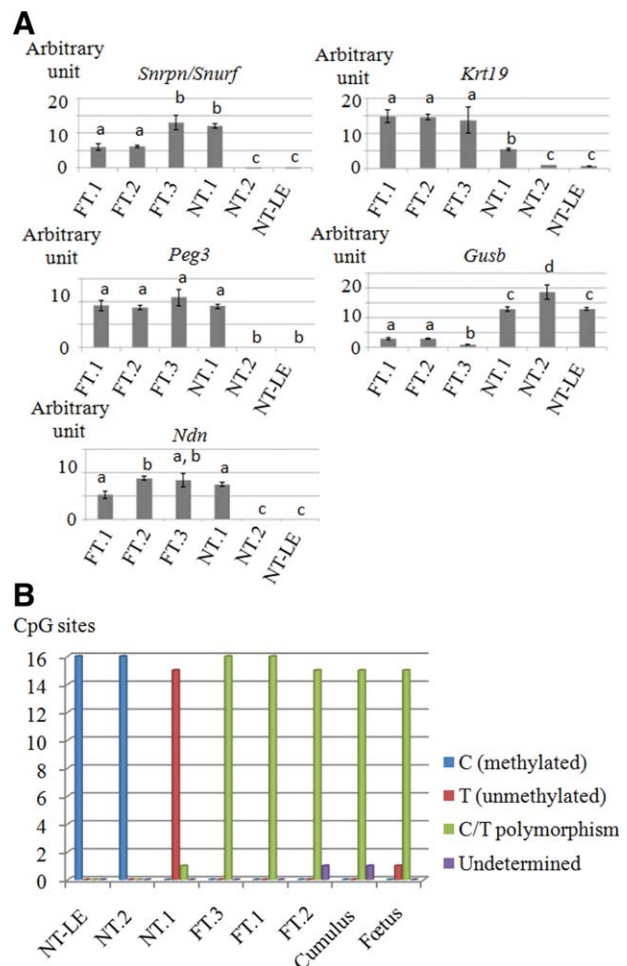 A
Arbitrary
unit
Snrpn/Snurf
20
10
0
a
a
b
b
c
c
FT.1
FT.2
FT.3
NT.1
NT.2
NT-LE
Arbitrary
unit
Krt19
20
10
0
a
a
a
b
c
c
FT.1
FT.2
FT.3
NT.1
NT.2
NT-LE
Arbitrary
unit
Peg3
10
0
a
a
a
a
b
b
FT.1
FT.2
FT.3
NT.1
NT.2
NT-LE
Arbitrary
unit
Gusb
20
10
0
a
a
b
c
d
c
FT.1
FT.2
FT.3
NT.1
NT.2
NT-LE
Arbitrary
unit
Ndn
10
0
a
b
a, b
a
c
c
FT.1
FT.2
FT.3
NT.1
NT.2
NT-LE
B
CpG sites
16
14
12
10
8
6
4
2
0
NT-LE
NT.2
NT.1
FT.3
FT.1
FT.2
Cumulus
Fœtus
C (methylated)
T (unmethylated)
C/T polymorphism
Undetermined